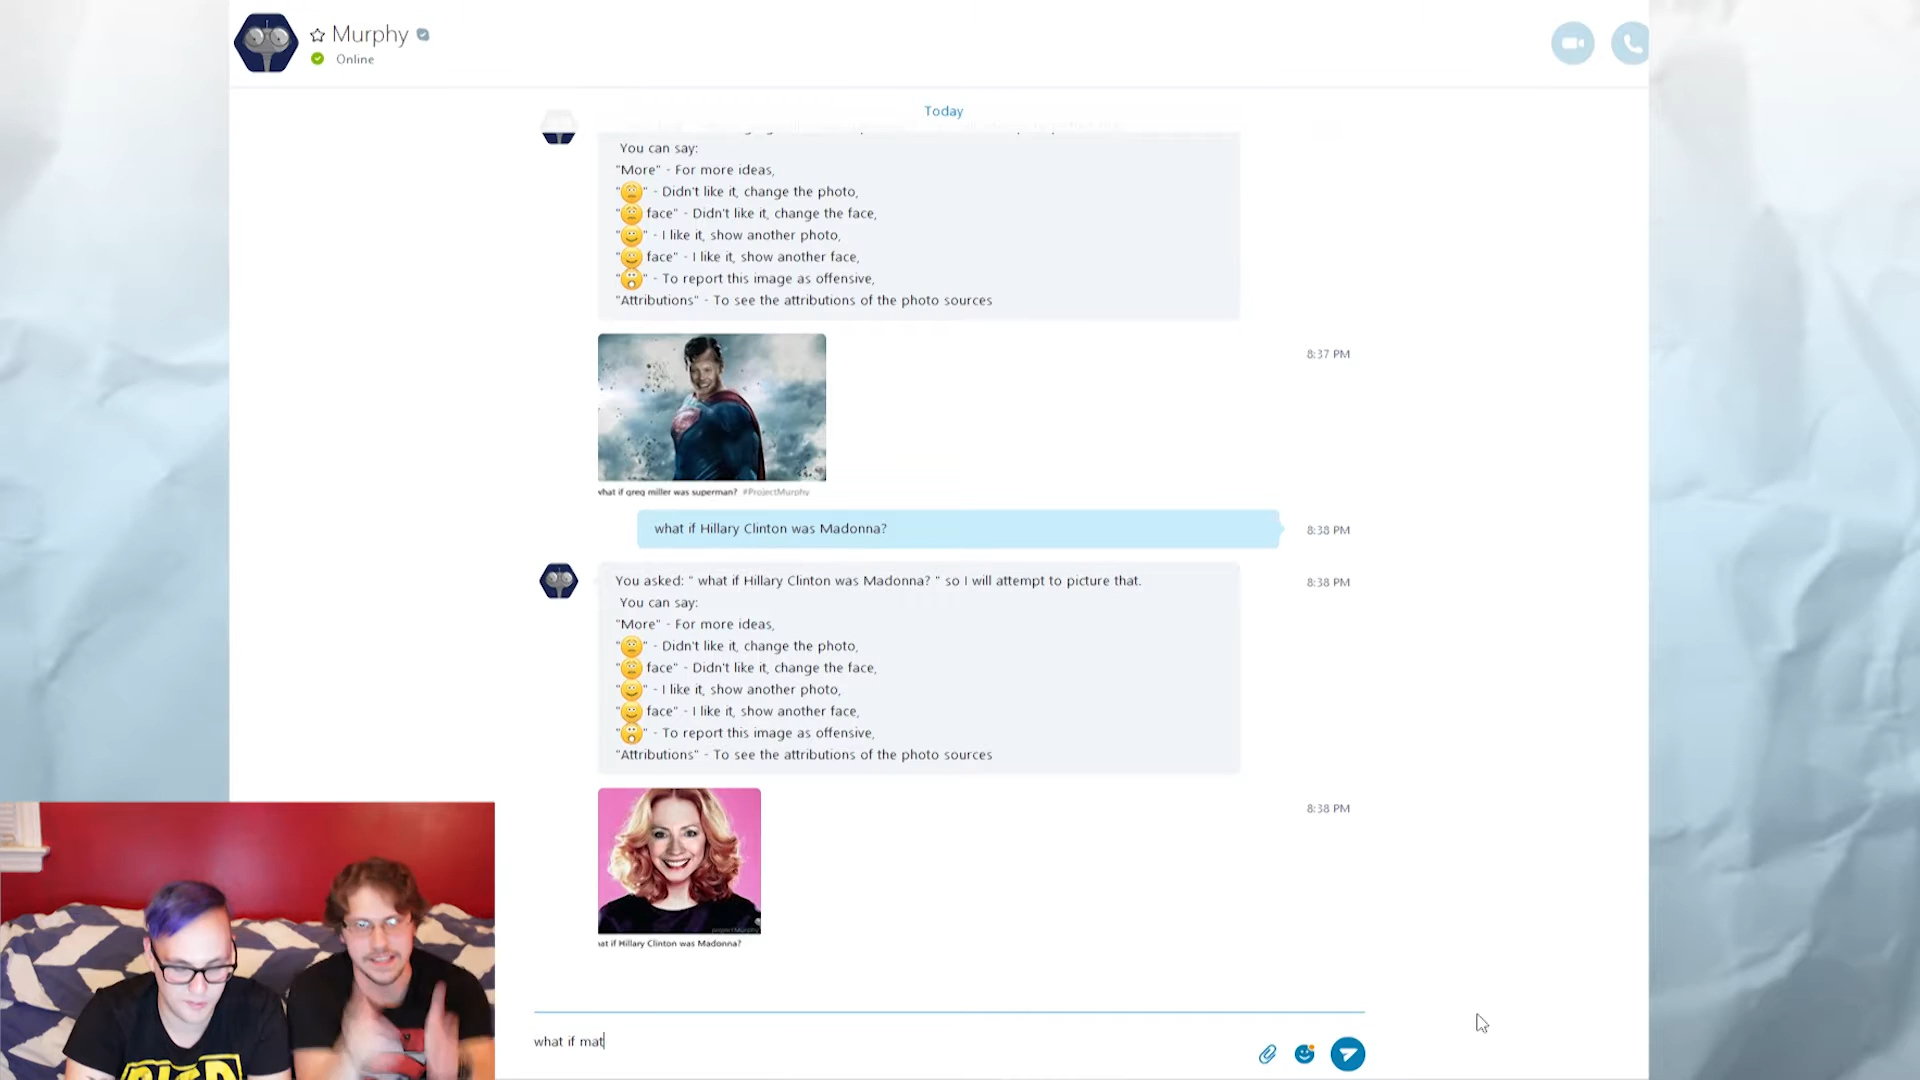 Murphy
Online
Today
You can say:
"More" - For more ideas,
" " - Didn't like it, change the photo,
" face" - Didn't like it, change the face,
" " - I like it, show another photo,
" face" - I like it, show another face,
" " - To report this image as offensive,
"Attributions" - To see the attributions of the photo sources
8:37 PM
what if greg miller was superman? #ProjectMurphy
what if Hillary Clinton was Madonna?
8:38 PM
You asked: " what if Hillary Clinton was Madonna? " so I will attempt to picture that.
8:38 PM
You can say:
"More" - For more ideas,
" " - Didn't like it, change the photo,
" face" - Didn't like it, change the face,
" " - I like it, show another photo,
" face" - I like it, show another face,
" " - To report this image as offensive,
"Attributions" - To see the attributions of the photo sources
8:38 PM
at if Hillary Clinton was Madonna?
what if mat